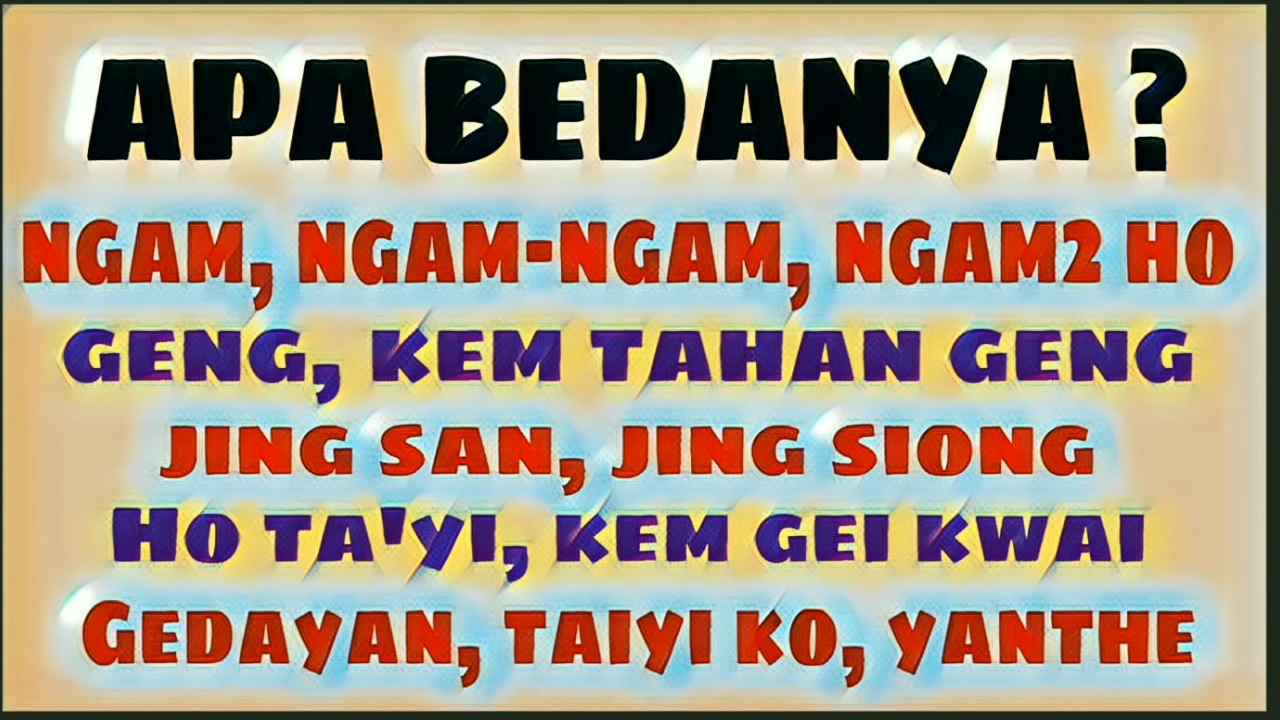 APA BEDANYA ?
NGAM, NGAM-NGAM, NGAM2 HO
GENG, KEM TAHAN GENG
JING SAN, JING SIONG
HO TA'YI, KEM GEI KWAI
GEDAYAN, TAIYI KO, YANTHE